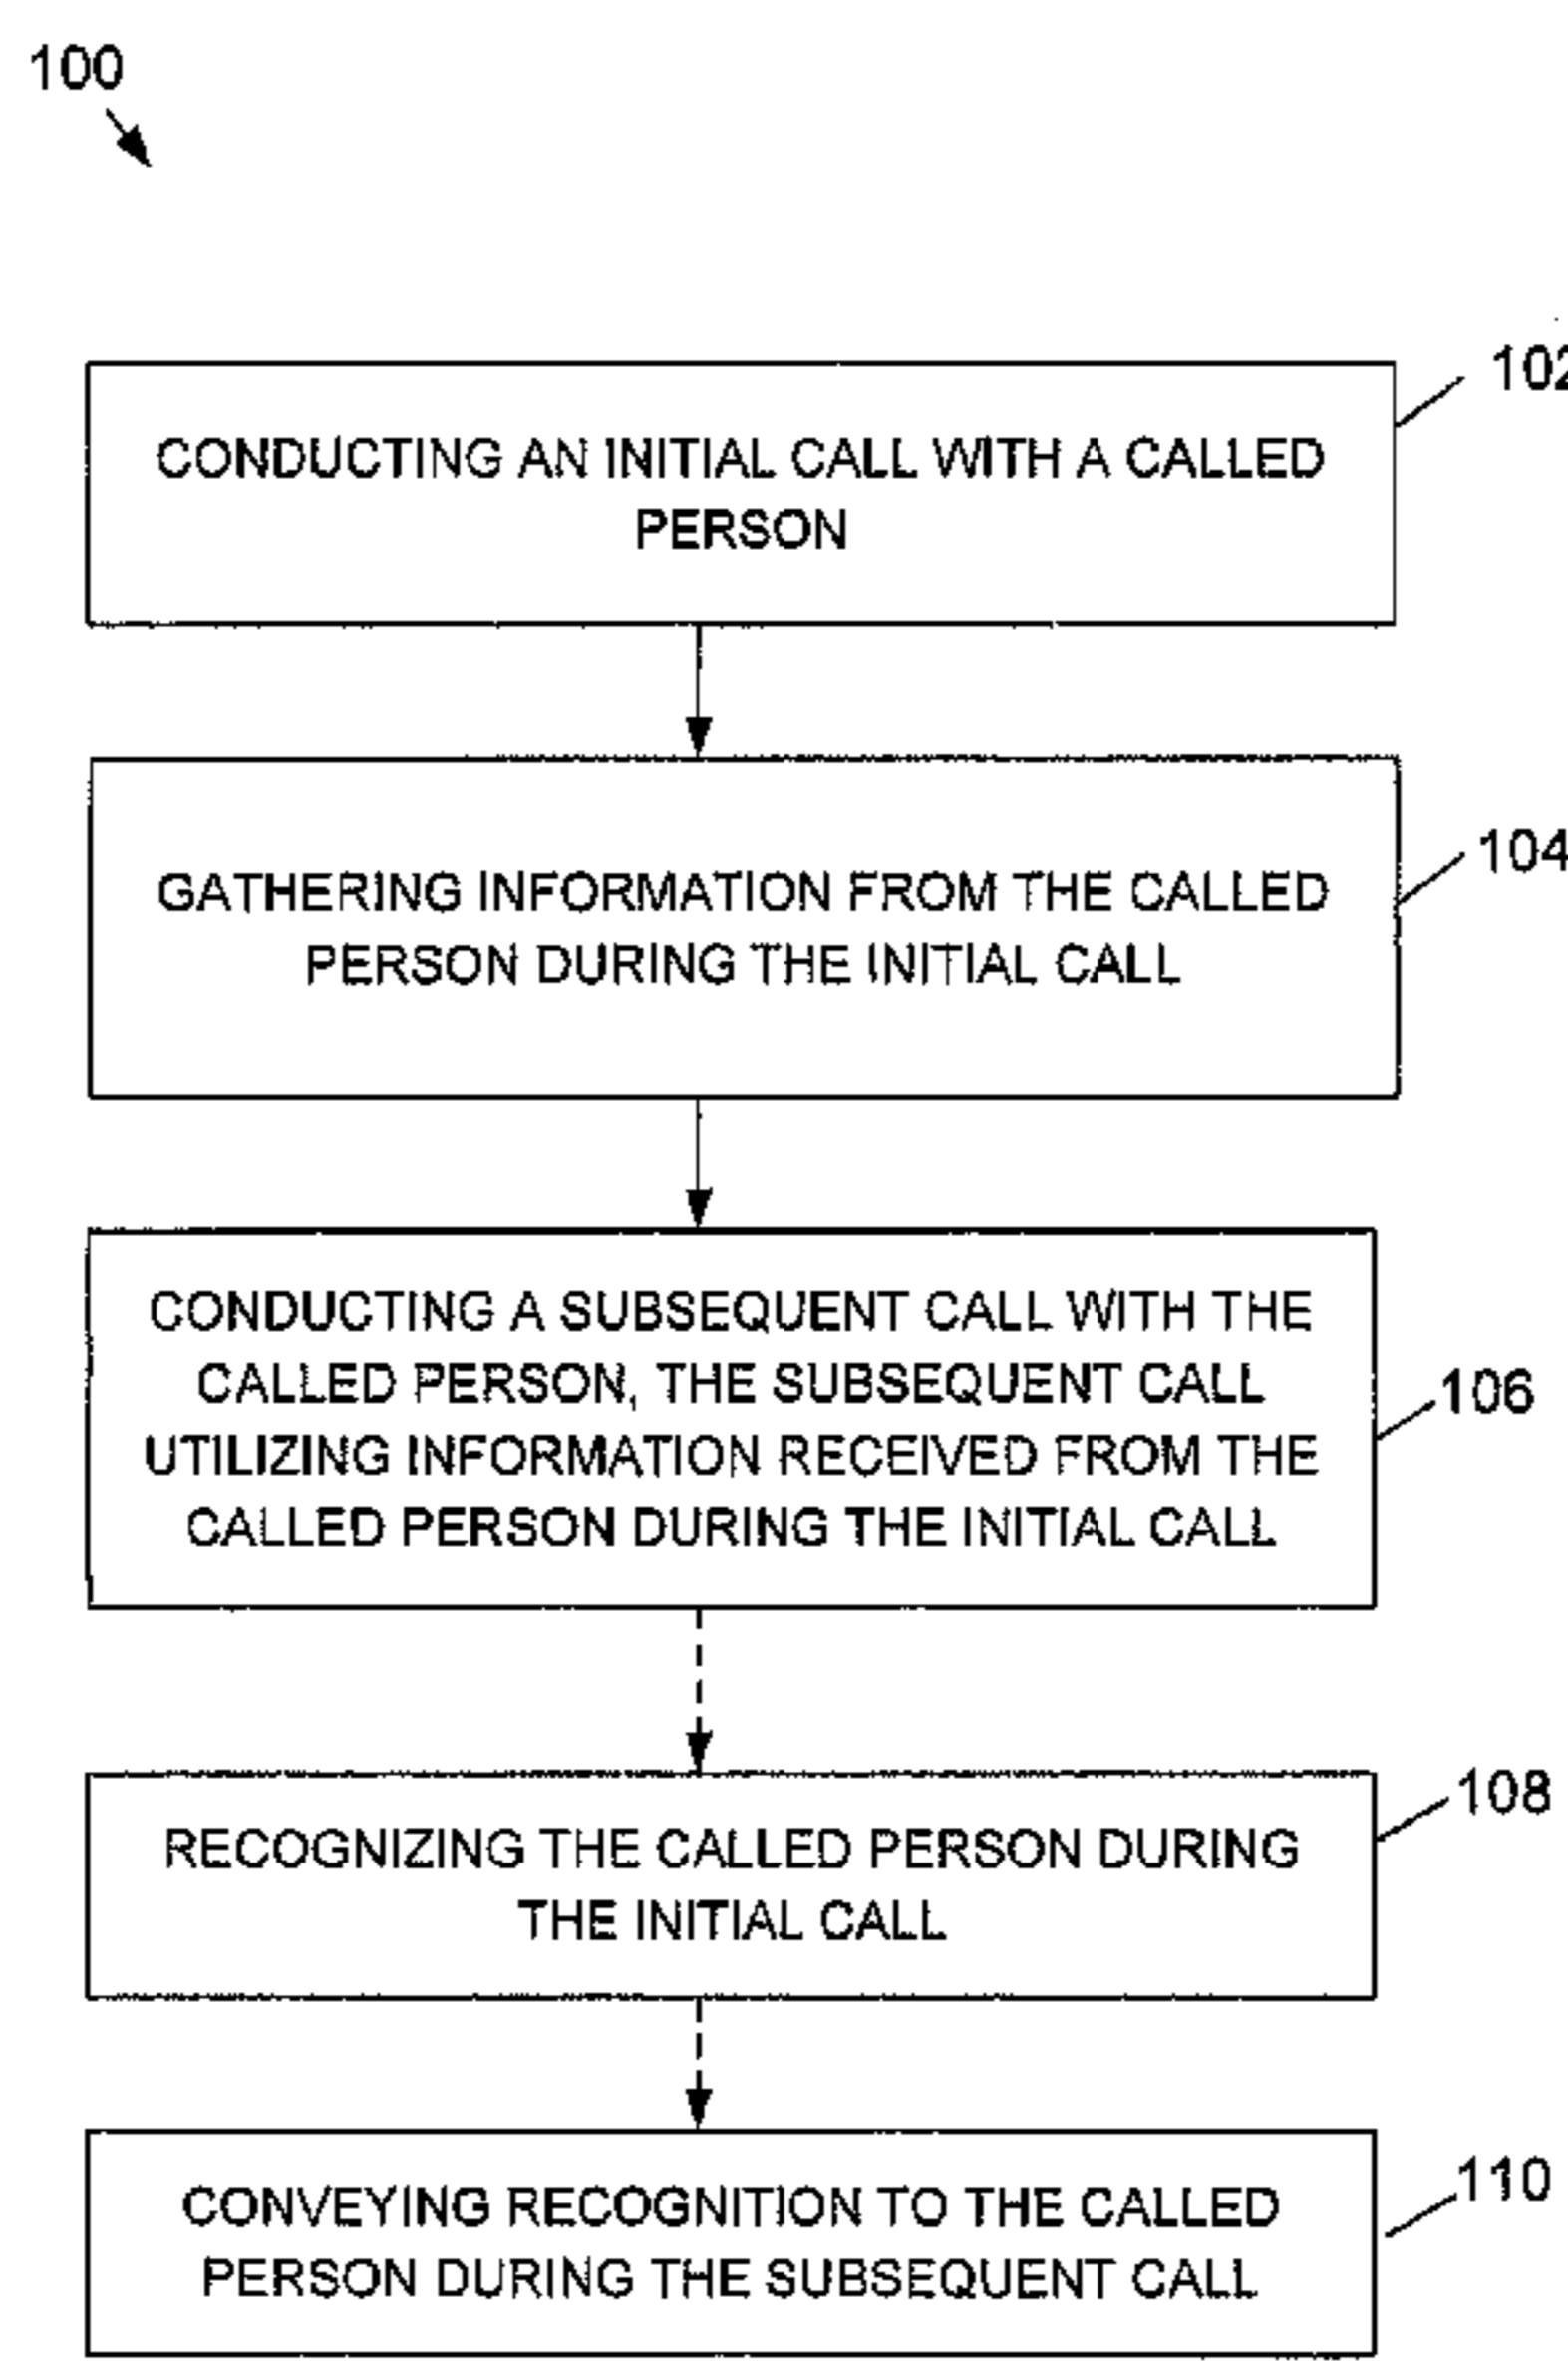 100
102
CONDUCTING AN INITIAL CALL WITH A CALLED
PERSON
104
GATHERING INFORMATION FROM THE CALLED
PERSON DURING THE INITIAL CALL
CONDUCTING A SUBSEQUENT CALL WITH THE
CALLED PERSON, THE SUBSEQUENT CALL
UTILIZING INFORMATION RECEIVED FROM THE
CALLED PERSON DURING THE INITIAL CALL
106
RECOGNIZING THE CALLED PERSON DURING
THE INITIAL CALL
108
CONVEYING RECOGNITION TO THE CALLED
PERSON DURING THE SUBSEQUENT CALL
110